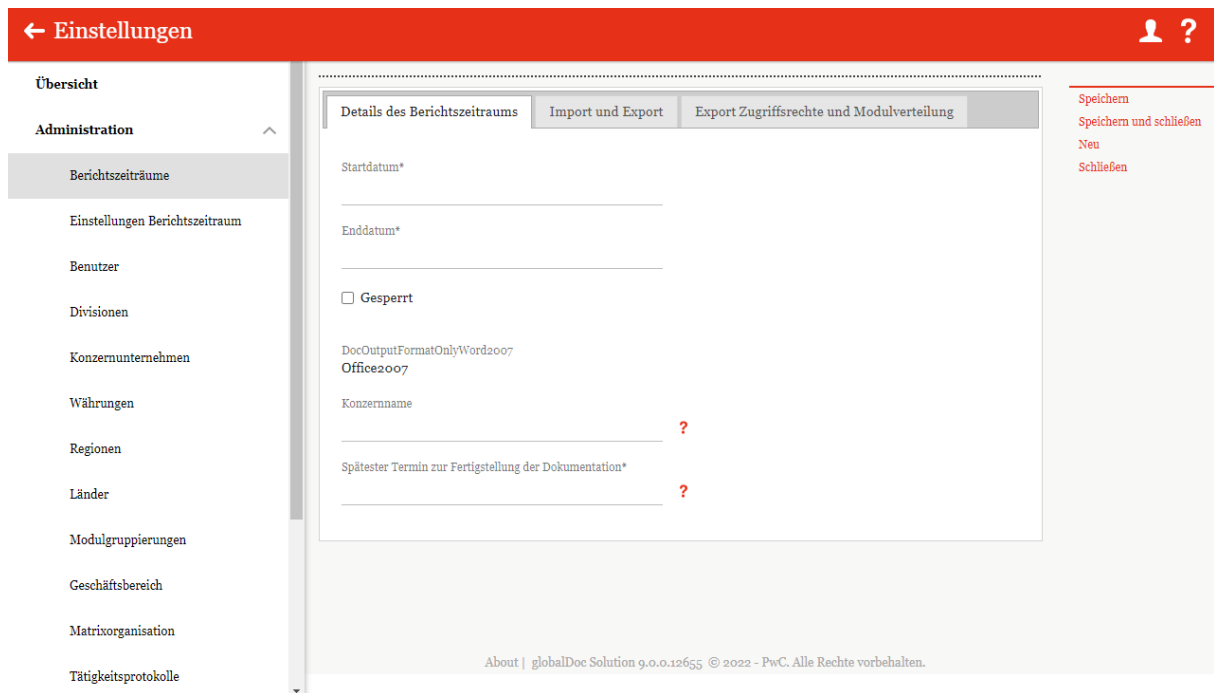 Einstellungen
?
Übersicht
Administration
Berichtszeiträume
Einstellungen Berichtszeitraum
Benutzer
Divisionen
Konzernunternehmen
Währungen
Regionen
Länder
Modulgruppierungen
Geschäftsbereich
Matrixorganisation
Tätigkeitsprotokolle
Details des Berichtszeitraums
Import und Export
Export Zugriffsrechte und Modulverteilung
Startdatum*
Enddatum*
Gesperrt
DocOutputFormatOnlyWord2007
Office2007
Konzernname
?
Spätester Termin zur Fertigstellung der Dokumentation*
?
Speichern
Speichern und schließen
Neu
Schließen
About | globalDoc Solution 9.0.0.12655 © 2022 - PwC. Alle Rechte vorbehalten.